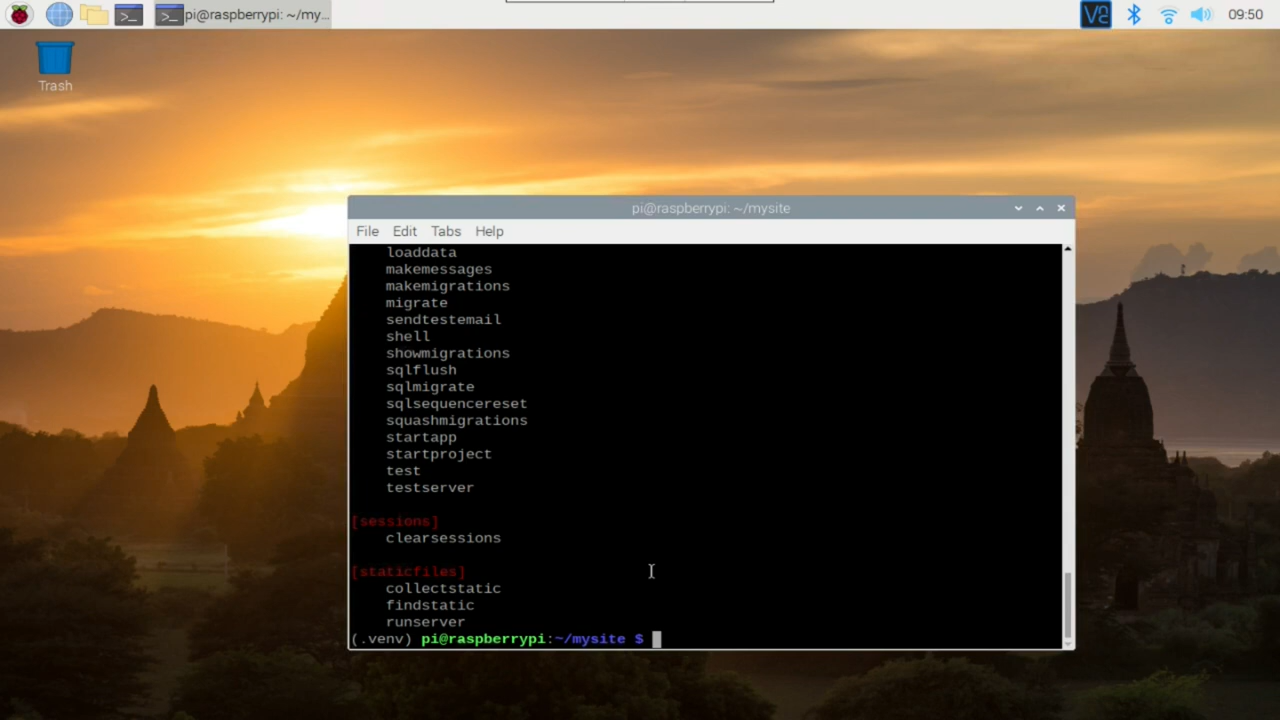 pi@raspberrypi: ~/my...
09:50
Trash
pi@raspberrypi: ~/mysite
File Edit Tabs Help
loaddata
makemessages
makemigrations
migrate
sendtestemail
shell
showmigrations
sqlflush
sqlmigrate
sqlsequencereset
squashmigrations
startapp
startproject
test
testserver
[sessions]
clearsessions
[staticfiles]
collectstatic
findstatic
runserver
(.venv) pi@raspberrypi:~/mysite $